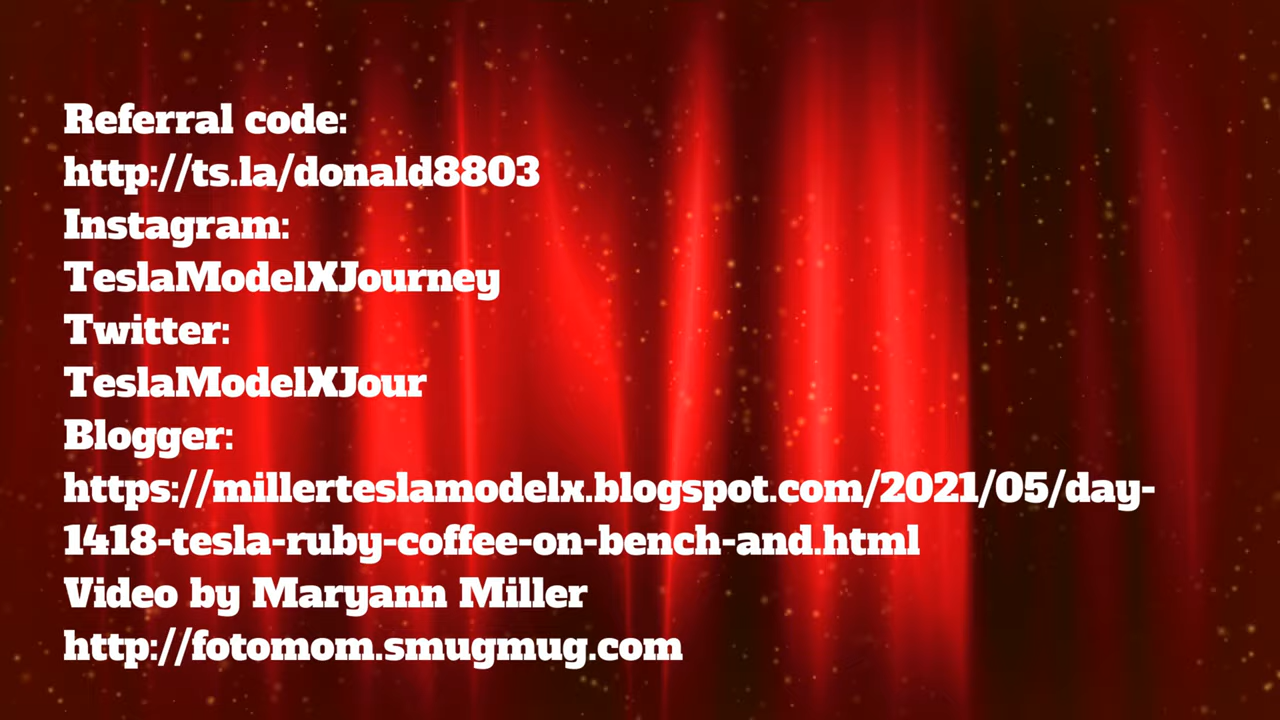 Referral code:
http://ts.la/donald8803
Instagram:
TeslaModelXJourney
Twitter:
TeslaModelXJour
Blogger:
https://millerteslamodelx.blogspot.com/2021/05/day-
1418-tesla-ruby-coffee-on-bench-and.html
Video by Maryann Miller
http://fotomom.smugmug.com